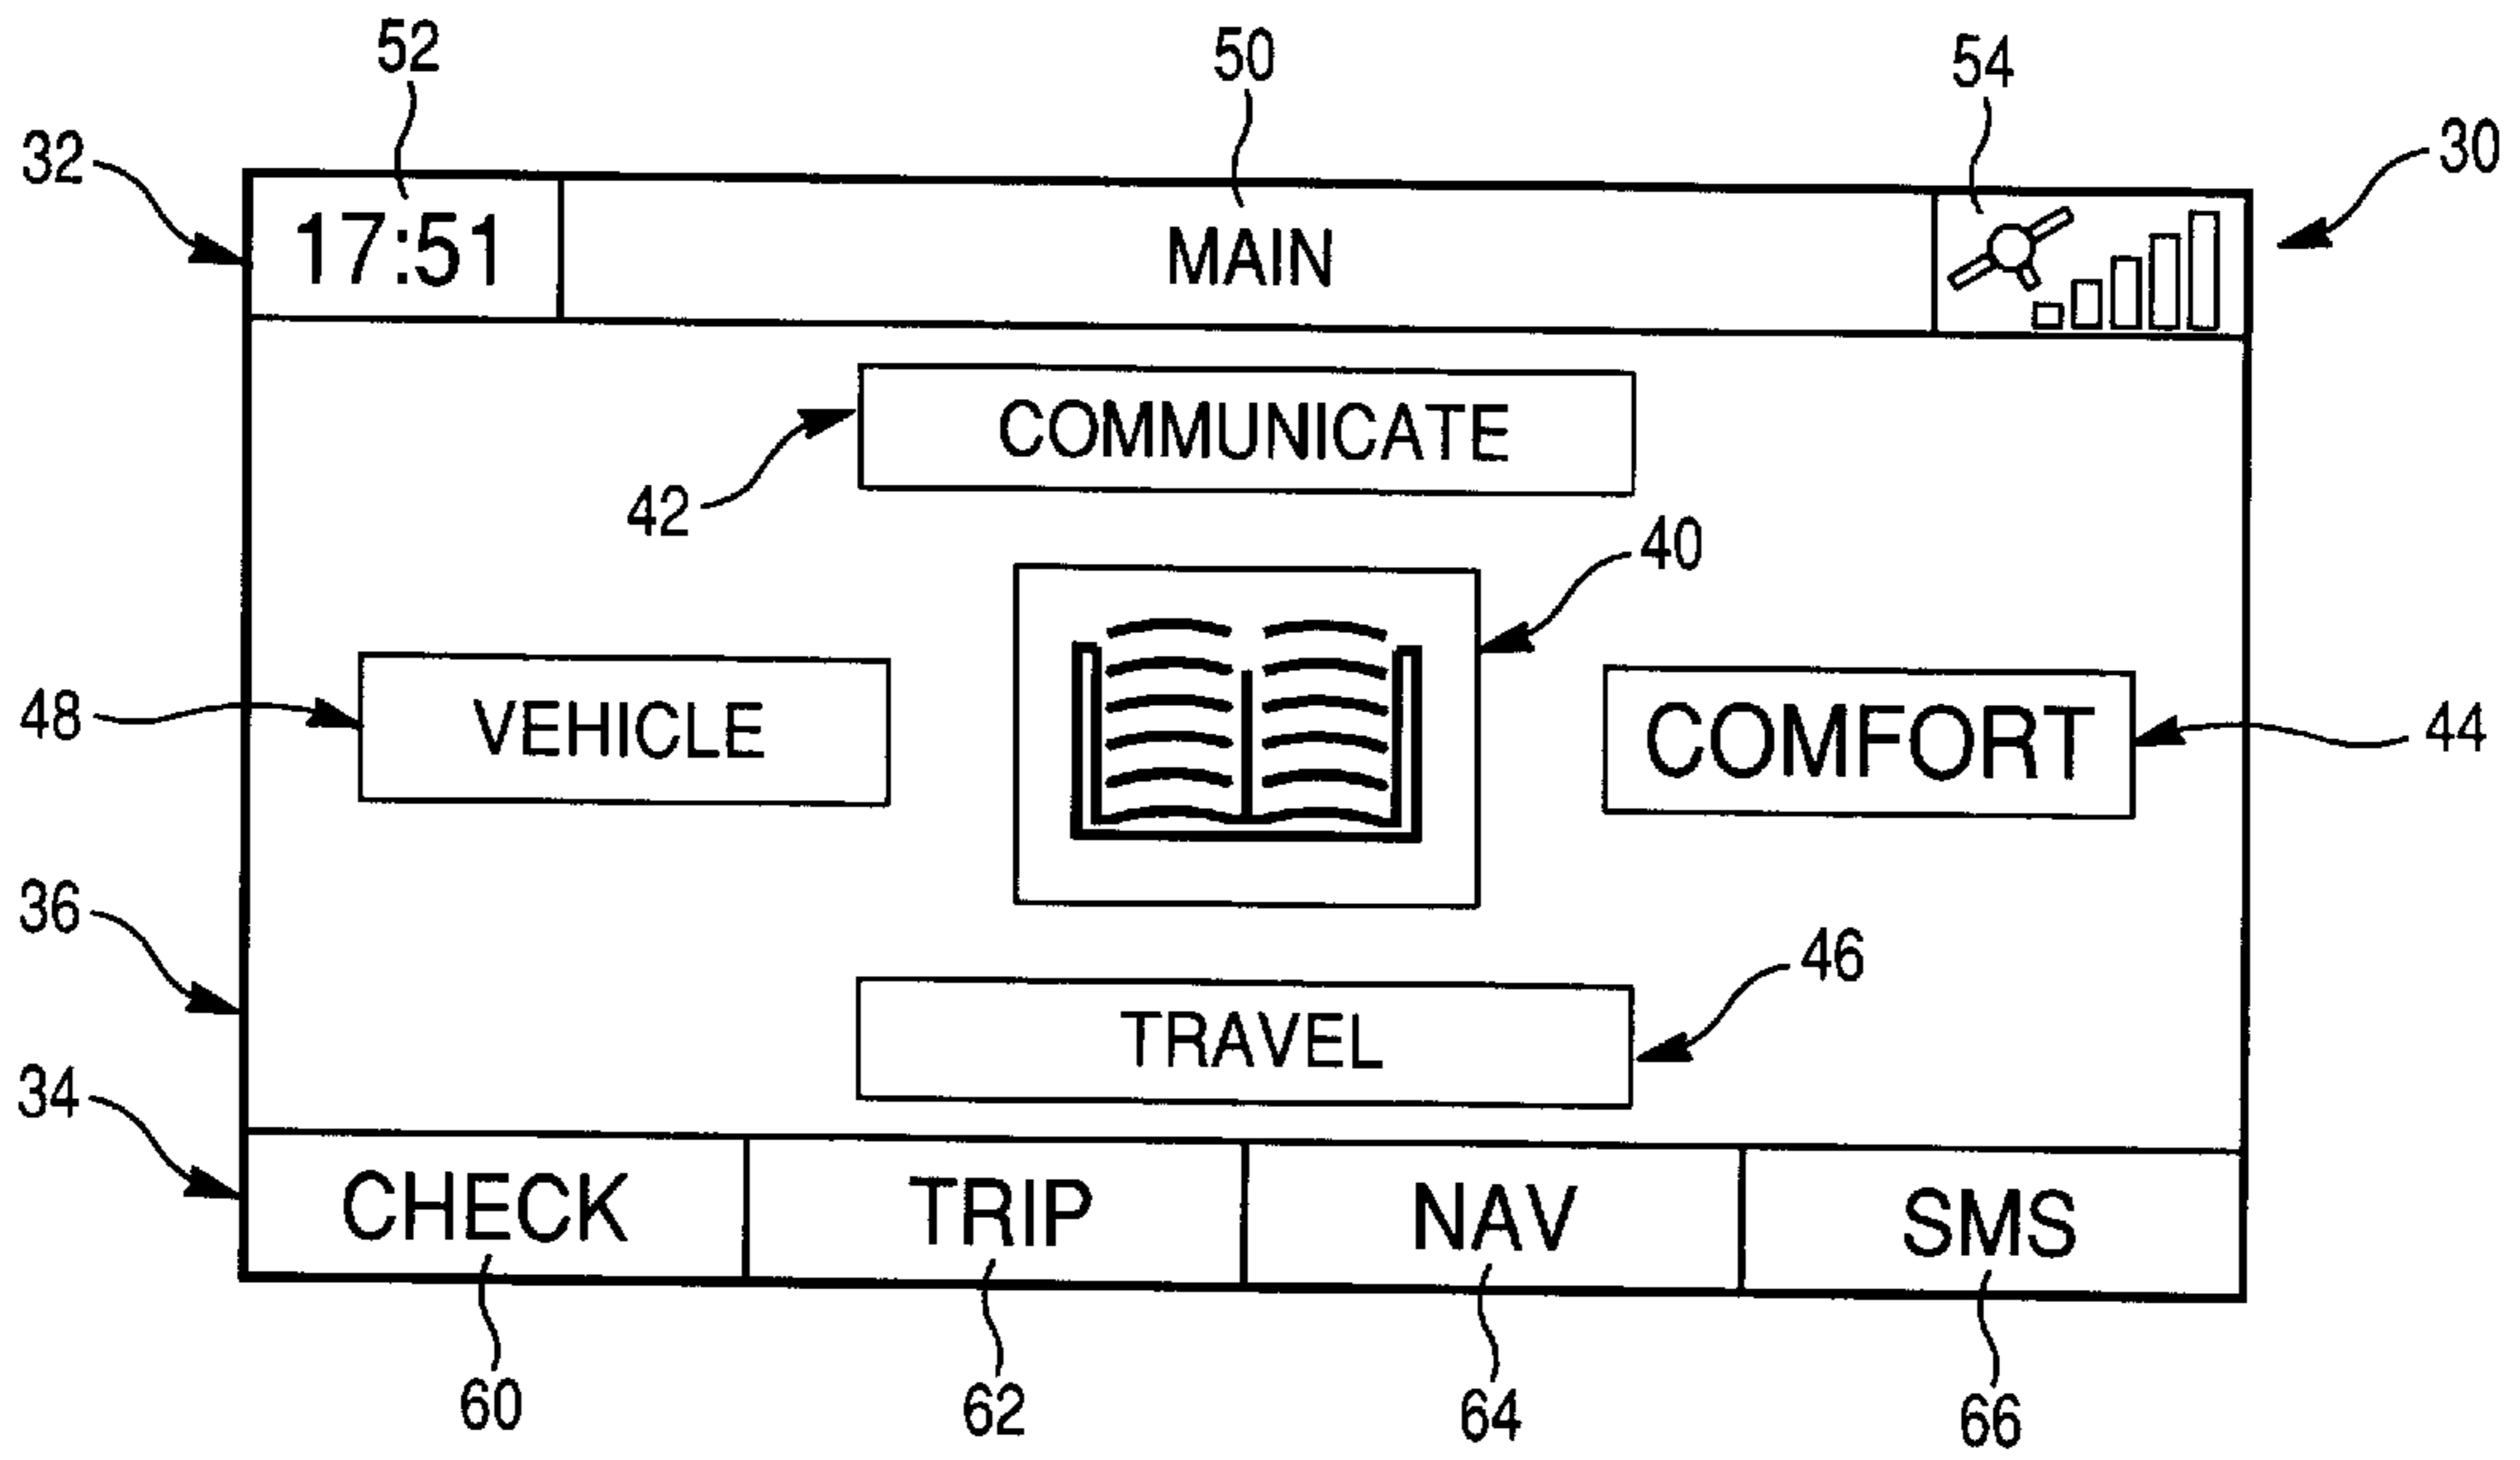 52 50 54
32 30
17:51 MAIN
COMMUNICATE
42
40
VEHICLE COMFORT
48 44
36
46
TRAVEL
34
CHECK TRIP NAV SMS
60 62 64 66